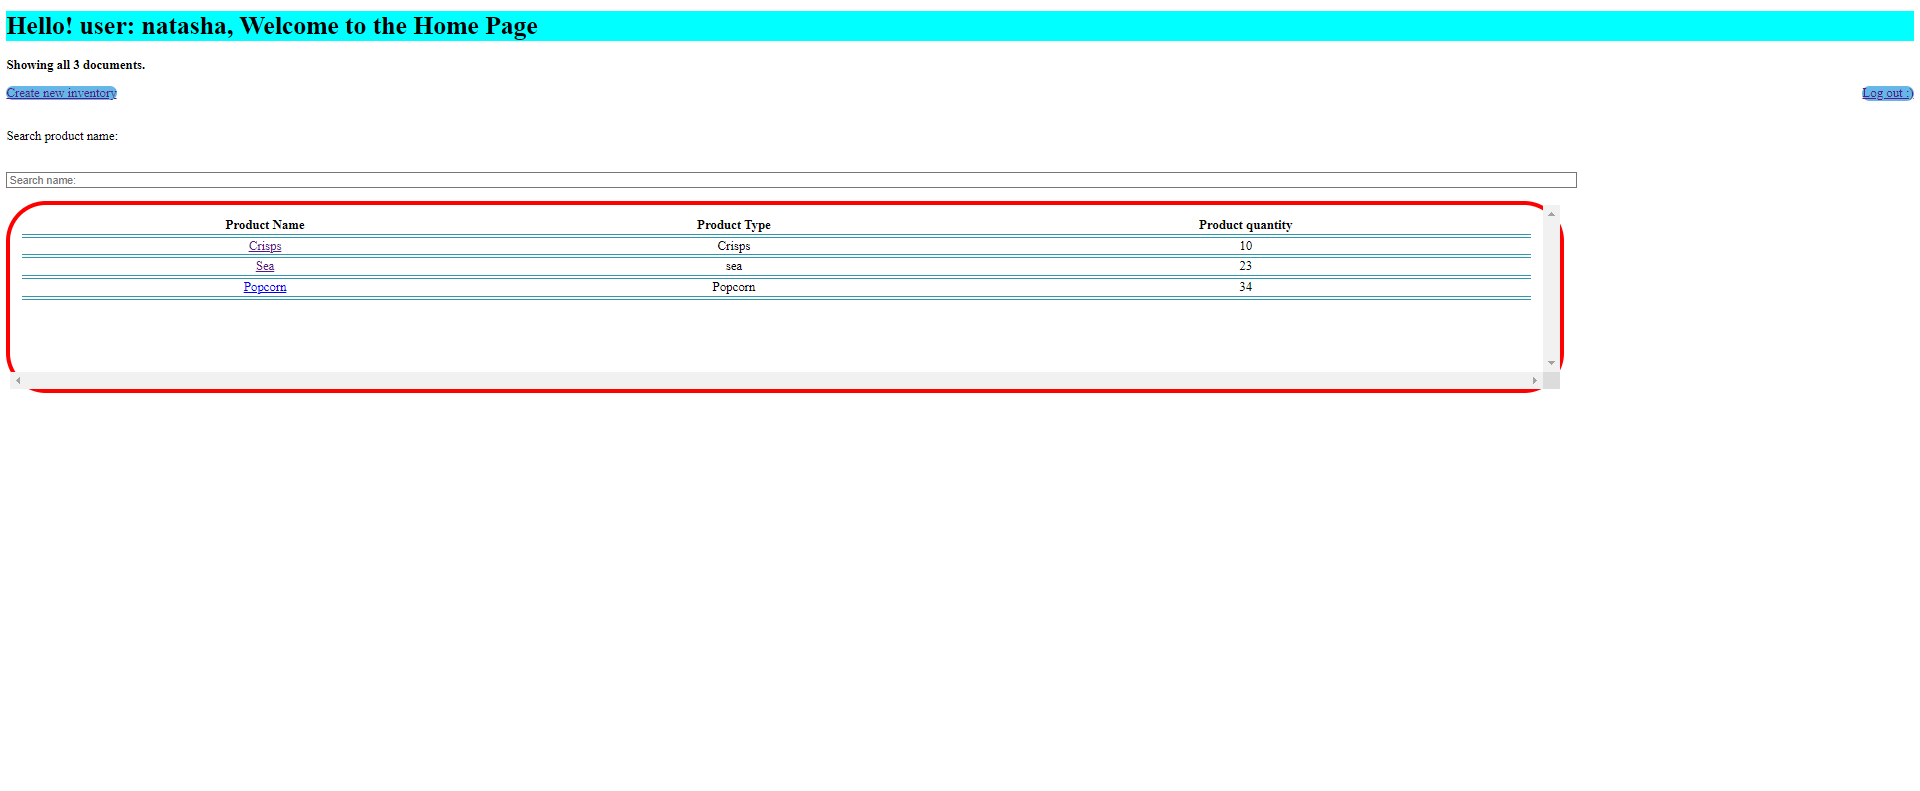 Hello! user: natasha, Welcome to the Home Page
Showing all 3 documents.
Create new inventory Log out :)
Search product name:
Search name:
Product Name Product Type Product quantity
Crisps Crisps 10
Sea sea 23
Popcorn Popcorn 34